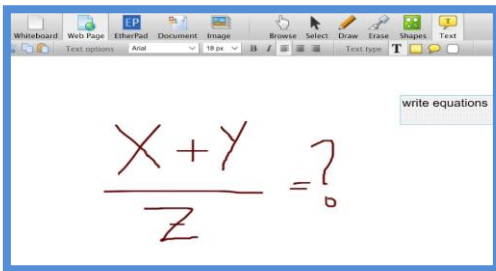 Whiteboard Web Page EtherPad Document Image Browse Select Draw Erase Shapes Text
EP T
Text options Arial 18 px B I Text type T
write equations
X + Y
= ?
Z